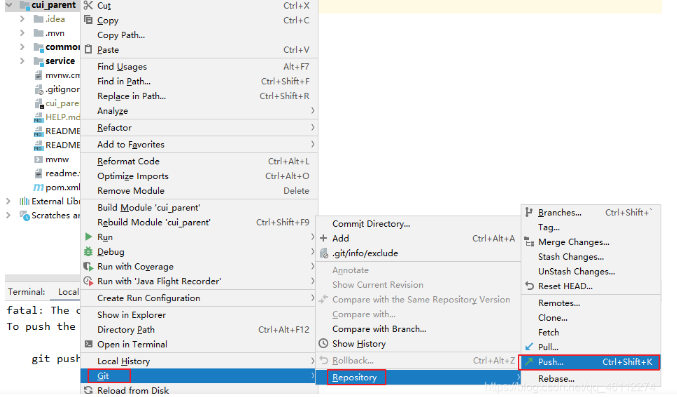 cui_parent
.idea
.mvn
common
service
mvnw.cm
.gitignor
cui_parent
HELP.md
README
README
mvnw
readme.
pom.xml
External Libr
Scratches an
Terminal:
Local
fatal: The c
To push the
git push
Cut Ctrl+X
Copy Ctrl+C
Copy Path...
Paste Ctrl+V
Find Usages Alt+F7
Find in Path... Ctrl+Shift+F
Replace in Path... Ctrl+Shift+R
Analyze
Refactor
Add to Favorites
Reformat Code Ctrl+Alt+L
Optimize Imports Ctrl+Alt+O
Remove Module Delete
Build Module 'cui_parent'
Rebuild Module 'cui_parent' Ctrl+Shift+F9
Run
Debug
Run with Coverage
Run with 'Java Flight Recorder'
Create Run Configuration
Show in Explorer
Directory Path Ctrl+Alt+F12
Open in Terminal
Local History
Git
Reload from Disk
Commit Directory...
Add Ctrl+Alt+A
.git/info/exclude
Annotate
Show Current Revision
Compare with the Same Repository Version
Compare with...
Compare with Branch...
Show History
Rollback... Ctrl+Alt+Z
Repository
Branches... Ctrl+Shift+`
Tag...
Merge Changes...
Stash Changes...
UnStash Changes...
Reset HEAD...
Remotes...
Clone...
Fetch
Pull...
Push... Ctrl+Shift+K
Rebase...